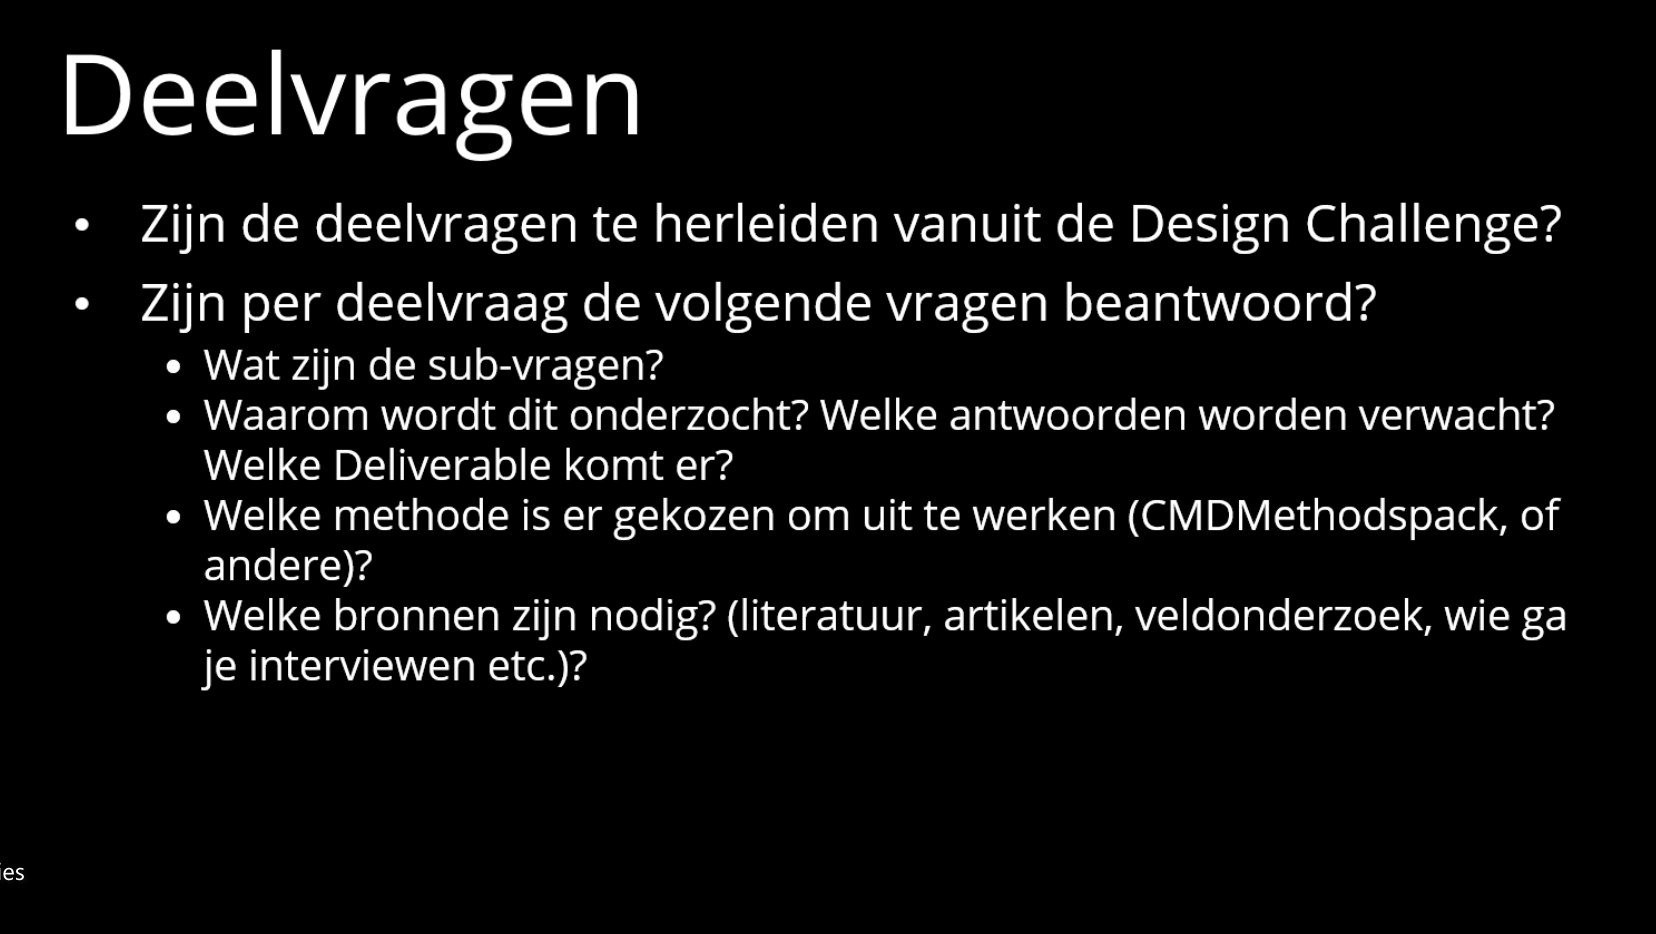 Deelvragen
• Zijn de deelvragen te herleiden vanuit de Design Challenge?
• Zijn per deelvraag de volgende vragen beantwoord?
• Wat zijn de sub-vragen?
• Waarom wordt dit onderzocht? Welke antwoorden worden verwacht?
Welke Deliverable komt er?
• Welke methode is er gekozen om uit te werken (CMDMethodspack, of
andere)?
• Welke bronnen zijn nodig? (literatuur, artikelen, veldonderzoek, wie ga
je interviewen etc.)?
ies